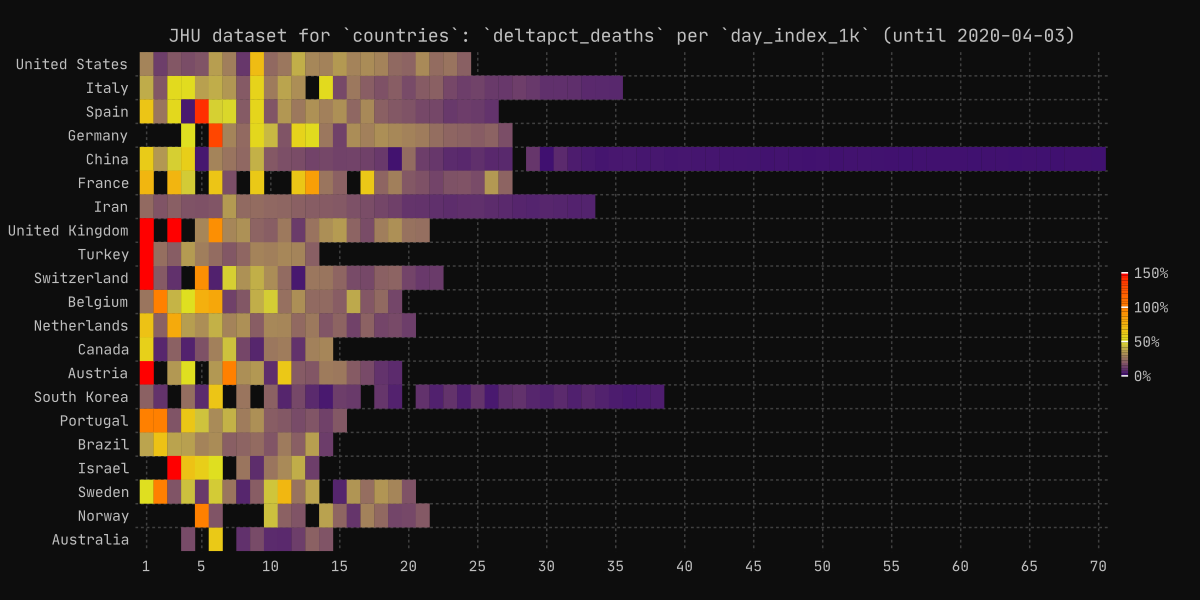 JHU dataset for `countries`: `deltapct_deaths` per `day_index_1k` (until 2020-04-03)
United States
Italy
Spain
Germany
China
France
Iran
United Kingdom
Turkey
Switzerland
Belgium
Netherlands
Canada
Austria
South Korea
Portugal
Brazil
Israel
Sweden
Norway
Australia
150%
100%
50%
0%
1 5 10 15 20 25 30 35 40 45 50 55 60 65 70